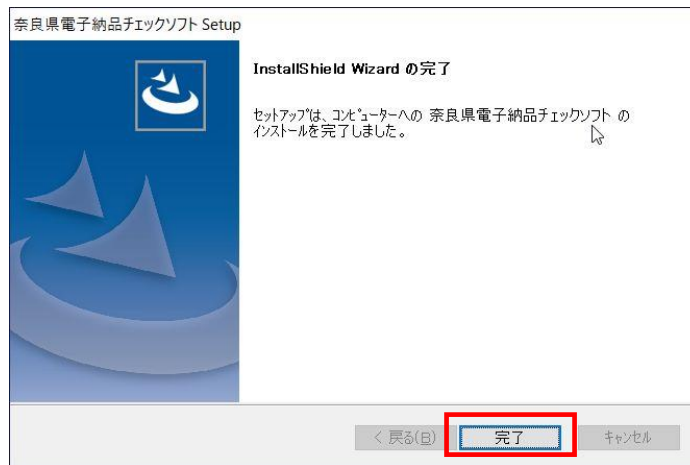 奈良県電子納品チェックソフト Setup
InstallShield Wizard の完了
セットアップは、コンピューターへの 奈良県電子納品チェックソフト の
インストールを完了しました。
< 戻る(B)
完了
キャンセル